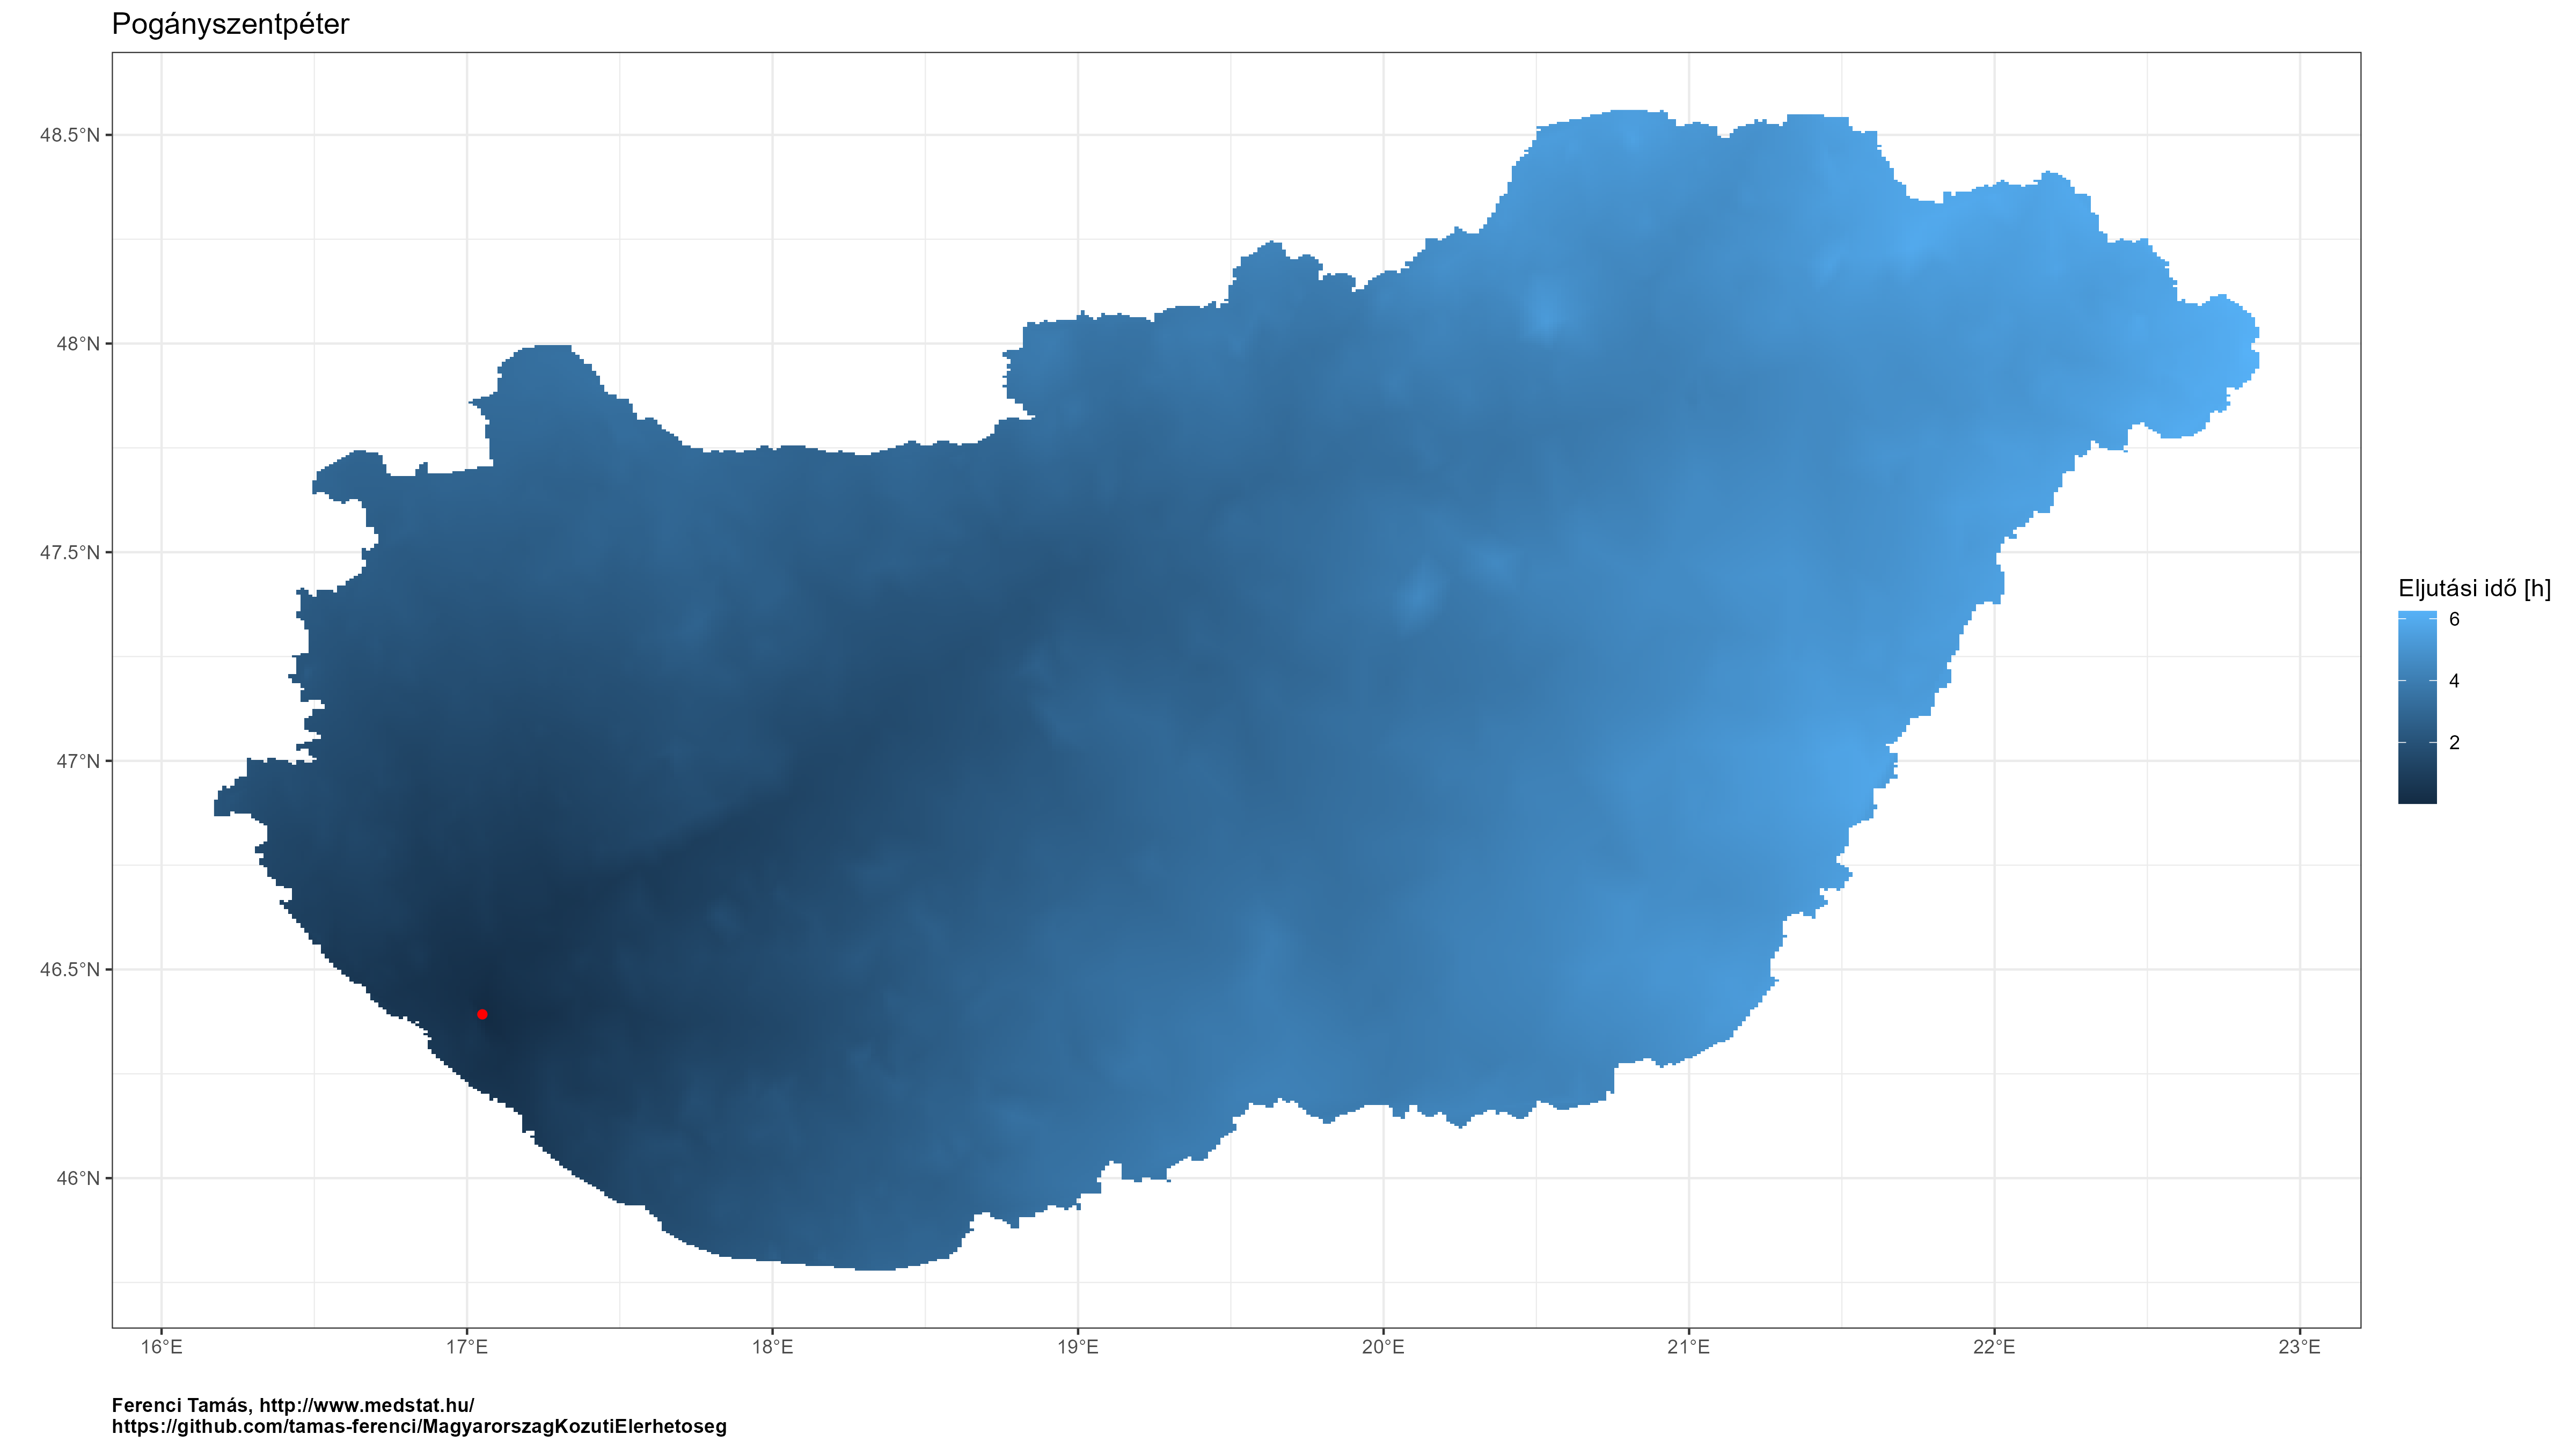 Pogányszentpéter
48.5°N
48°N
47.5°N
47°N
46.5°N
46°N
16°E 17°E 18°E 19°E 20°E 21°E 22°E 23°E
Eljutási idő [h]
6
4
2
Ferenci Tamás, http://www.medstat.hu/
https://github.com/tamas-ferenci/MagyarorszagKozutiElerhetoseg